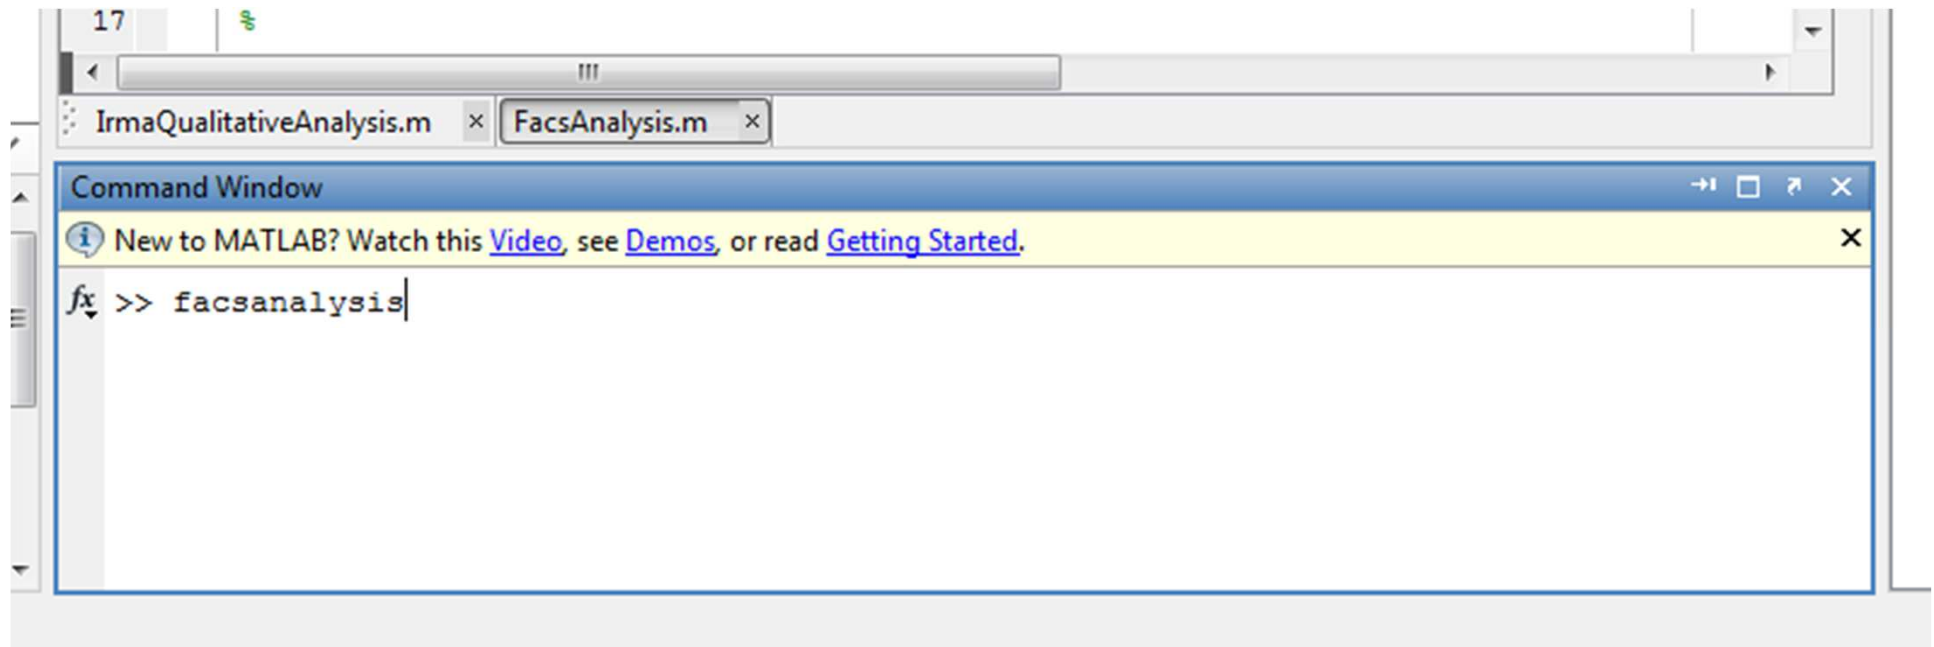 17 %
IrmaQualitativeAnalysis.m × FacsAnalysis.m ×
Command Window
New to MATLAB? Watch this Video, see Demos, or read Getting Started.
fx >> facsanalysis